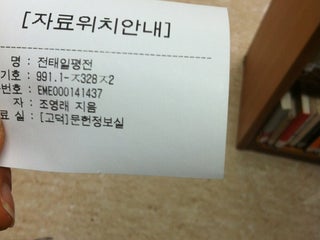 [자료위치안내]
명 : 전태일평전
기호 : 991.1-ㅈ328ㅈ2
번호 : EME000141437
자 : 조영래 지음
료 실 : [고덕]문헌정보실